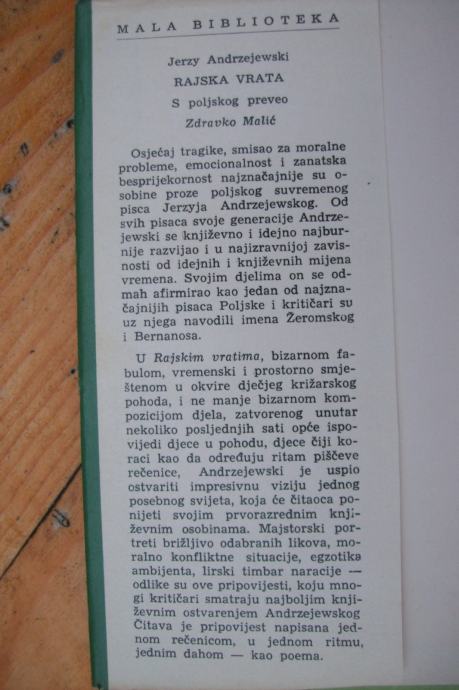 MALA BIBLIOTEKA
Jerzy Andrzejewski
RAJSKA VRATA
S poljskog preveo
Zdravko Malić
Osjećaj tragike, smisao za moralne
probleme, emocionalnost i zanatska
besprijekornost najznačajnije su o-
sobine proze poljskog suvremenog
pisca Jerzyja Andrzejewskog. Od
svih pisaca svoje generacije Andrze-
jewski se književno i idejno najbur-
nije razvijao i u najizravnijoj zavis-
nosti od idejnih i književnih mijena
vremena. Svojim djelima on se od-
mah afirmirao kao jedan od najzna-
čajnijih pisaca Poljske i kritičari su
uz njega navodili imena Žeromskog
i Bernanosa.
U Rajskim vratima, bizarnom fa-
bulom, vremenski i prostorno smje-
štenom u okvire dječjeg križarskog
pohoda, i ne manje bizarnom kom-
pozicijom djela, zatvorenog unutar
nekoliko posljednjih sati opće ispo-
vijedi djece u pohodu, djece čiji ko-
raci kao da određuju ritam piščeve
rečenice, Andrzejewski je uspio
ostvariti impresivnu viziju jednog
posebnog svijeta, koja će čitaoca po-
nijeti svojim prvorazrednim knji-
ževnim osobinama. Majstorski por-
treti brižljivo odabranih likova, mo-
ralno konfliktne situacije, egzotika
ambijenta, lirski timbar naracije —
odlike su ove pripovijesti, koju mno-
gi kritičari smatraju najboljim knji-
ževnim ostvarenjem Andrzejewskog
Čitava je pripovijest napisana jed-
nom rečenicom, u jednom ritmu,
jednim dahom — kao poema.